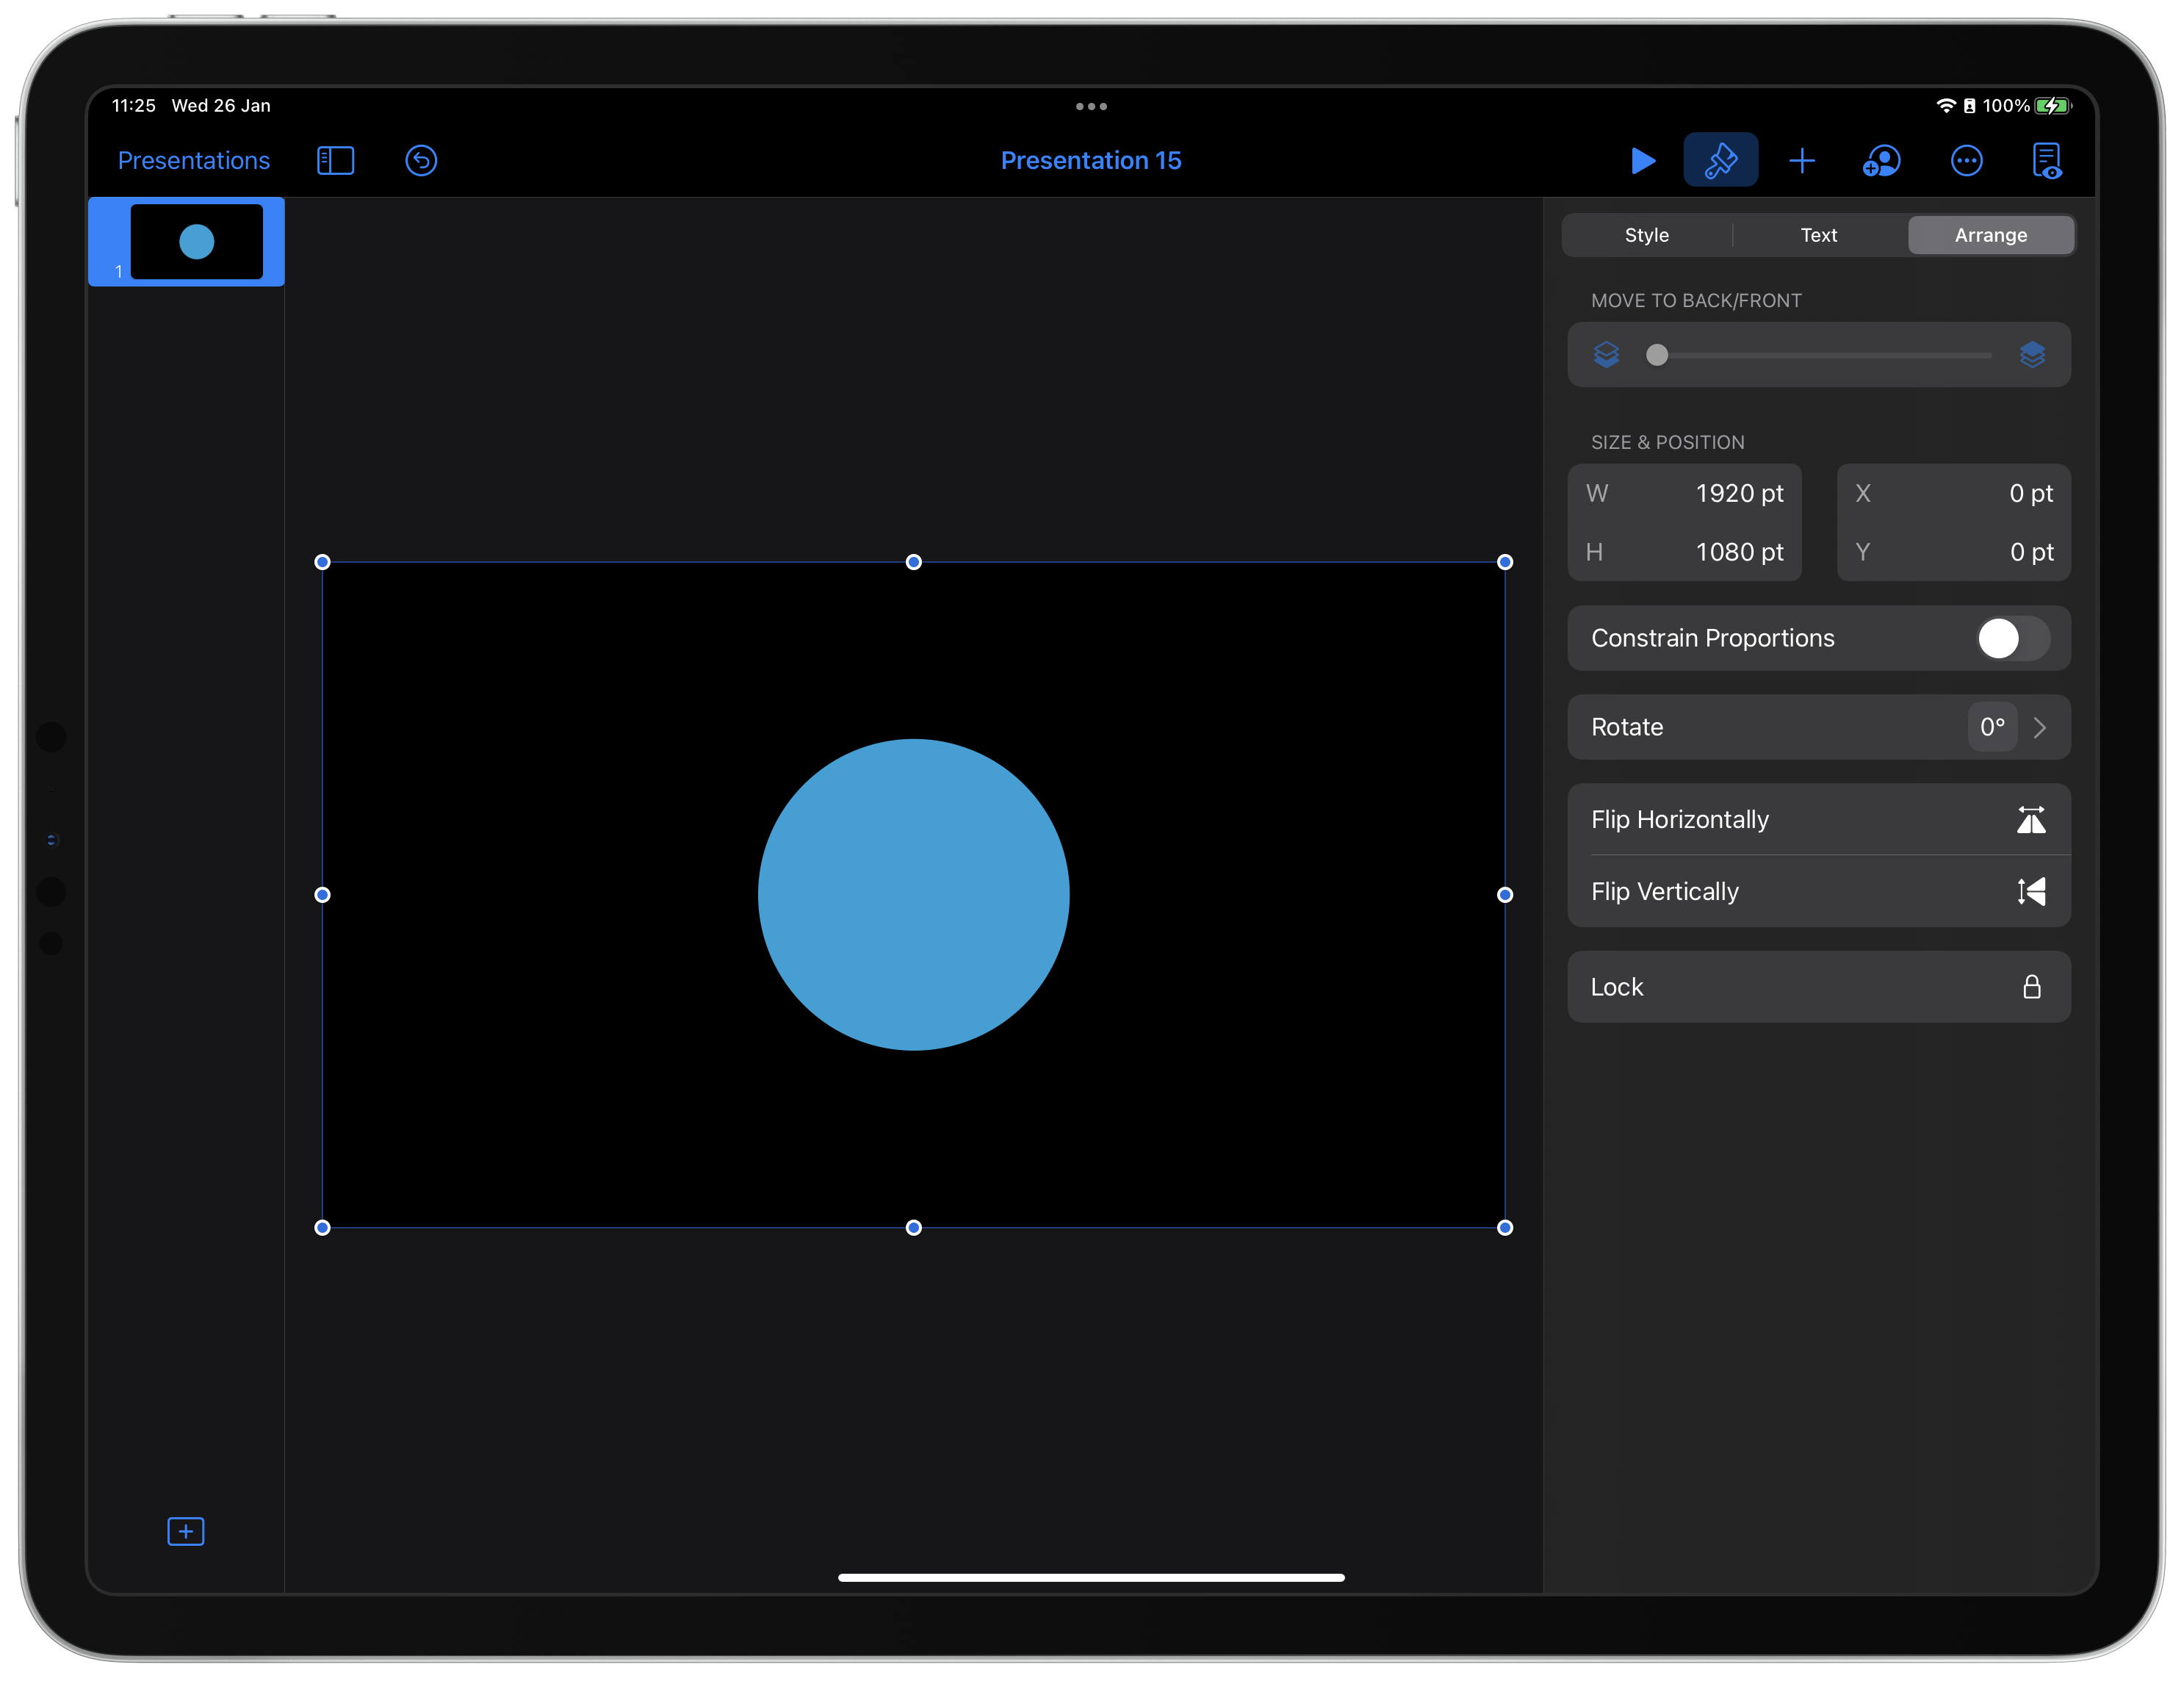 11:25 Wed 26 Jan
100%
Presentations
Presentation 15
1
Style Text Arrange
MOVE TO BACK/FRONT
SIZE & POSITION
W 1920 pt X 0 pt
H 1080 pt Y 0 pt
Constrain Proportions
Rotate 0°
Flip Horizontally
Flip Vertically
Lock